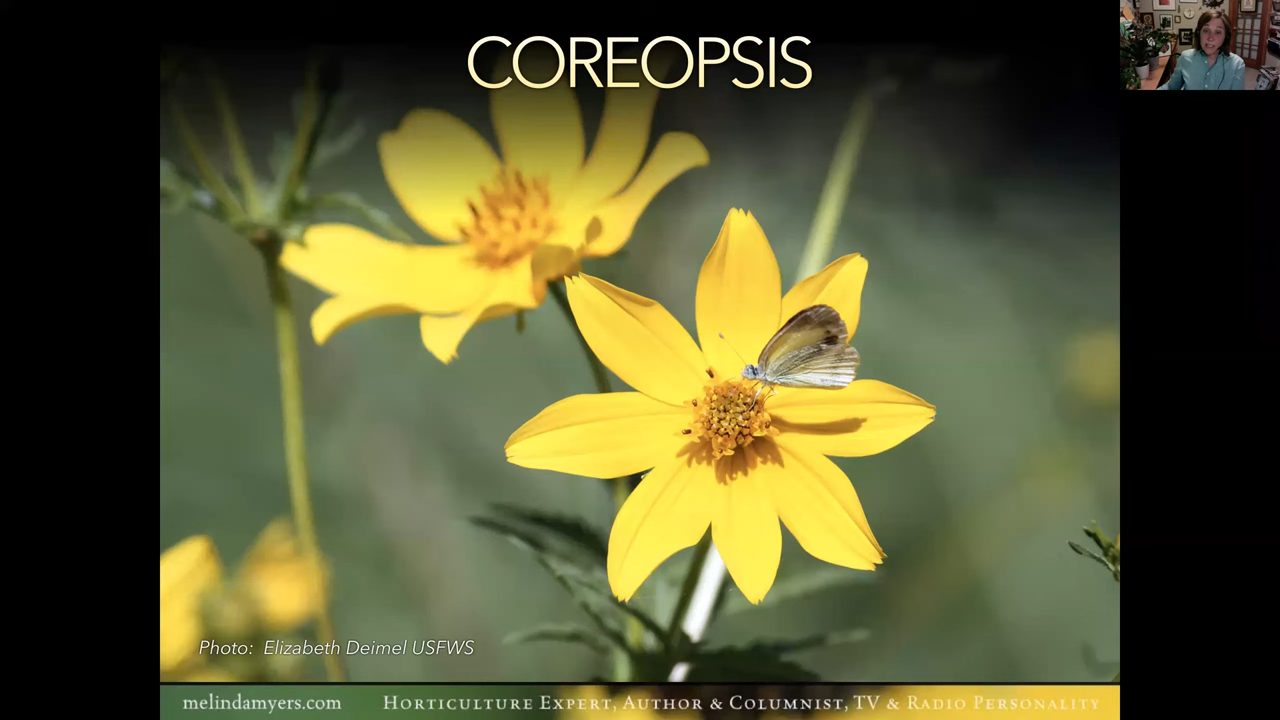 COREOPSIS
Photo: Elizabeth Deimel USFWS
melindamyers.com HORTICULTURE EXPERT, AUTHOR & COLUMNIST, TV & RADIO PERSONALITY